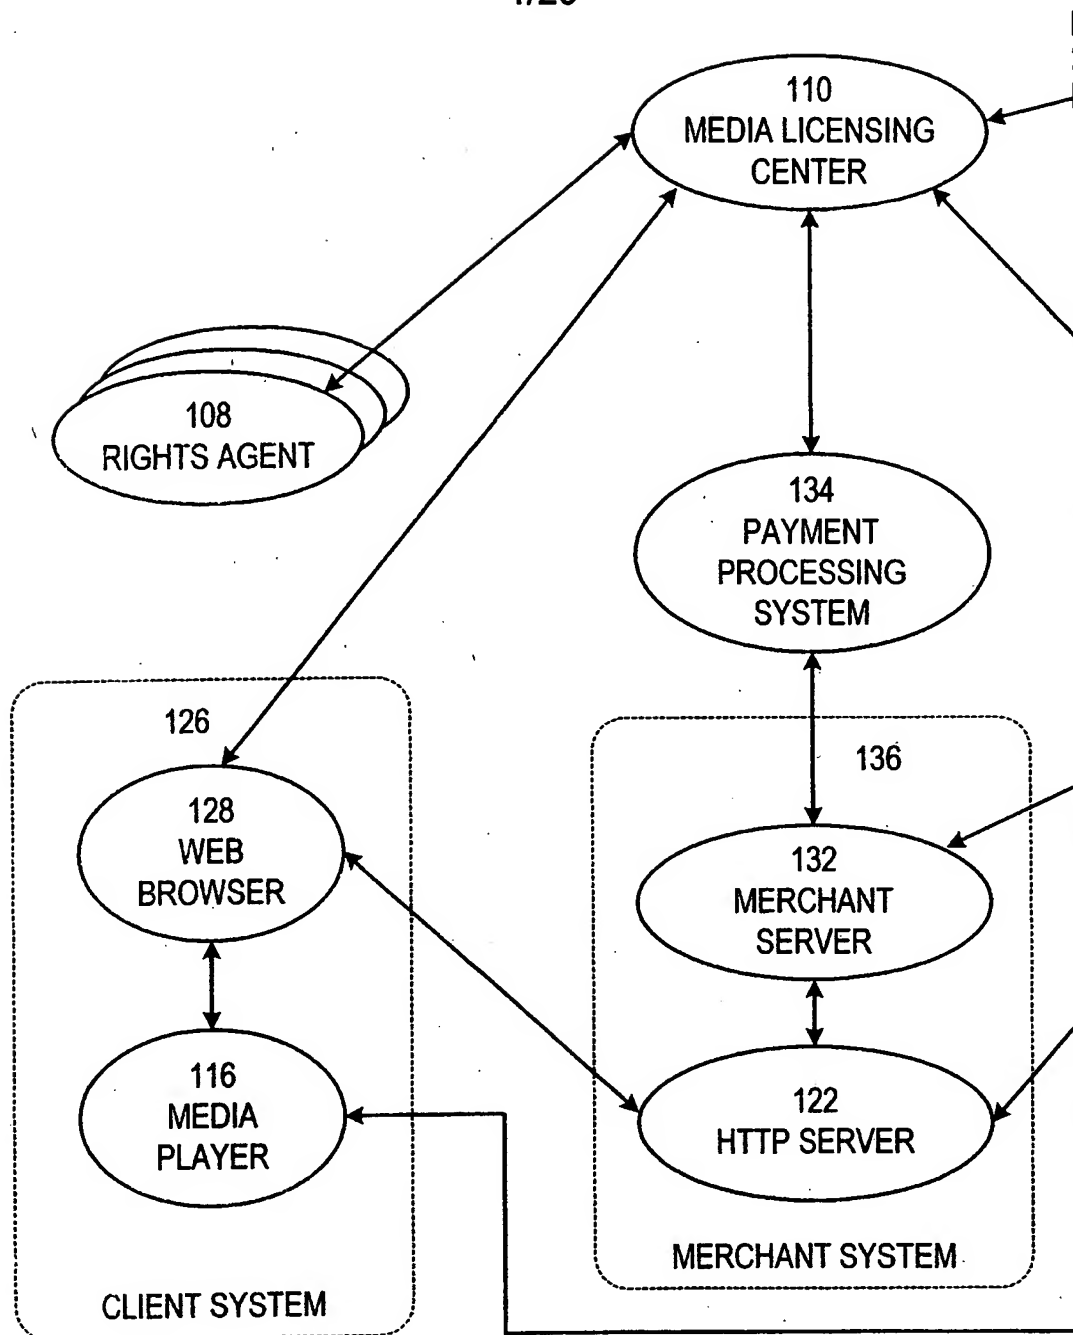 110
MEDIA LICENSING
CENTER
108
RIGHTS AGENT
134
PAYMENT
PROCESSING
SYSTEM
126
136
128
WEB
BROWSER
132
MERCHANT
SERVER
116
MEDIA
PLAYER
122
HTTP SERVER
MERCHANT SYSTEM
CLIENT SYSTEM